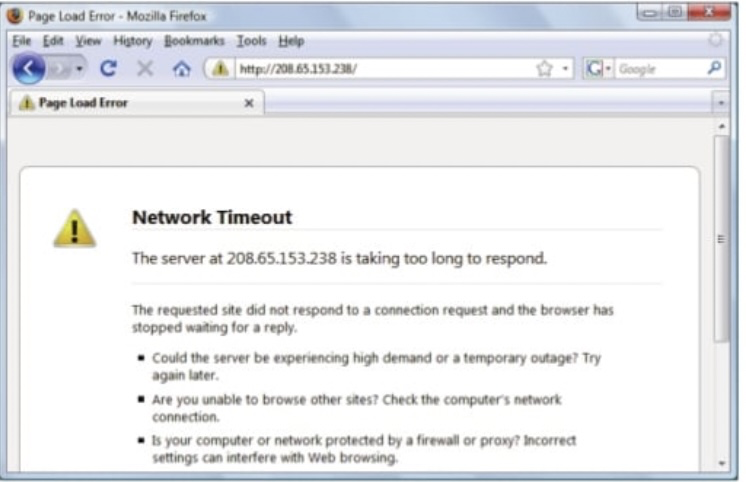 Page Load Error - Mozilla Firefox
File Edit View History Bookmarks Tools Help
http://208.65.153.238/ G Google
Page Load Error
Network Timeout
The server at 208.65.153.238 is taking too long to respond.
The requested site did not respond to a connection request and the browser has
stopped waiting for a reply.
▪ Could the server be experiencing high demand or a temporary outage? Try
again later.
▪ Are you unable to browse other sites? Check the computer's network
connection.
▪ Is your computer or network protected by a firewall or proxy? Incorrect
settings can interfere with Web browsing.